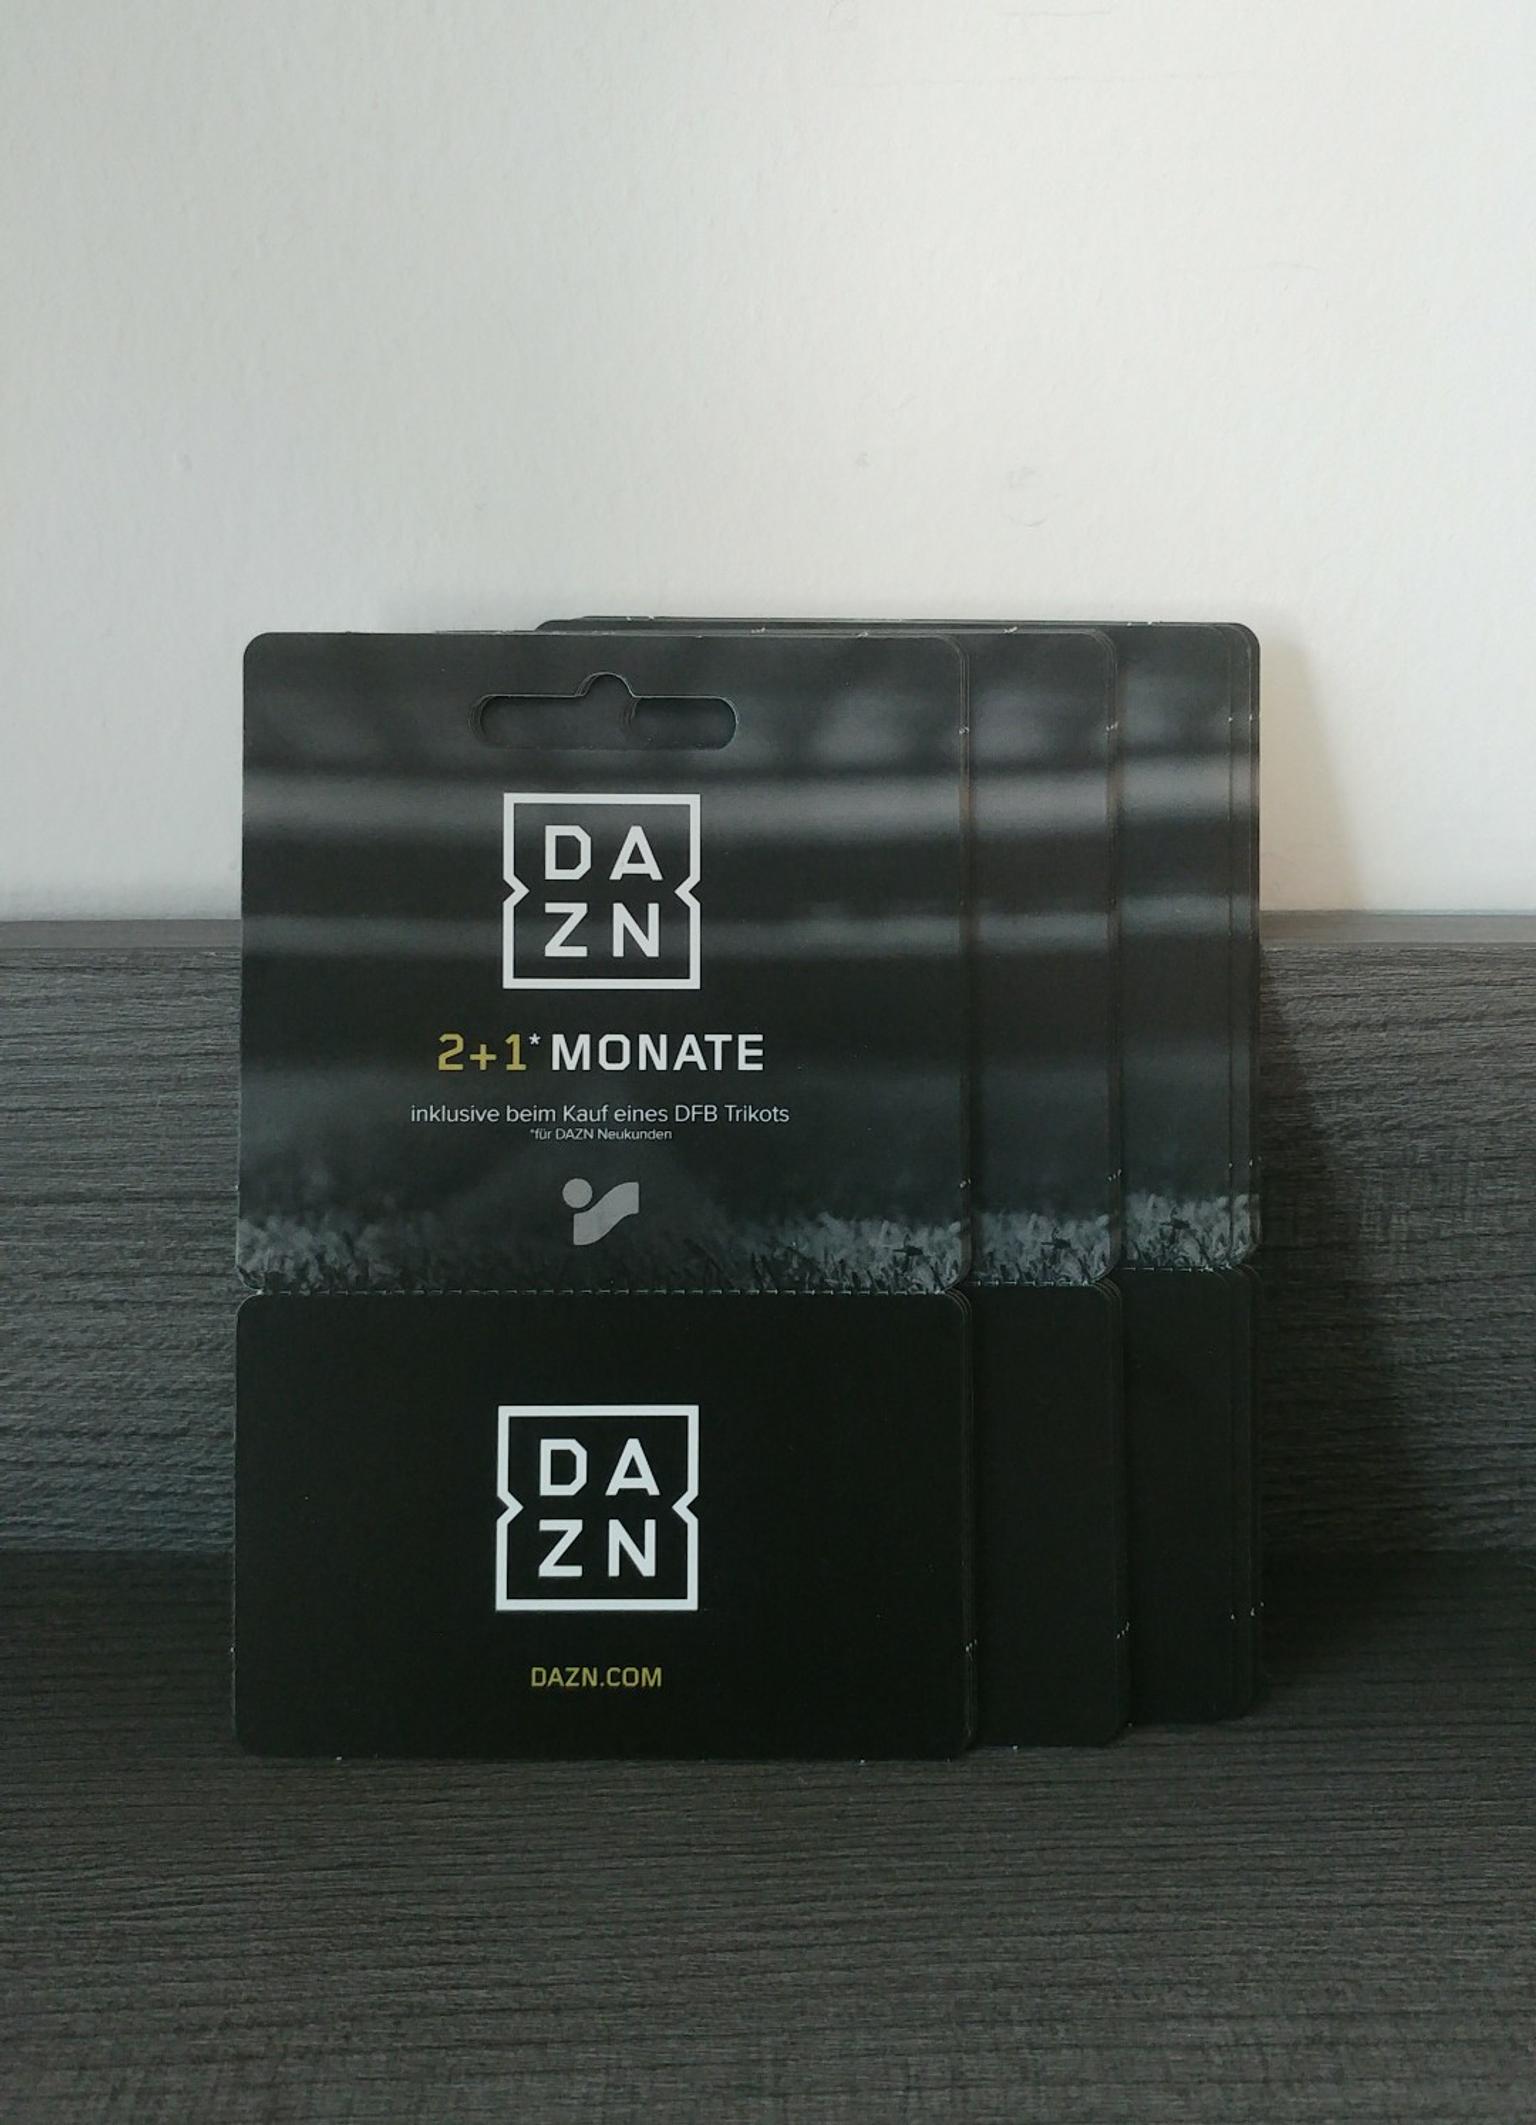 DA
ZN
2+1* MONATE
inklusive beim Kauf eines DFB Trikots
*für DAZN Neukunden
DA
ZN
DAZN.COM